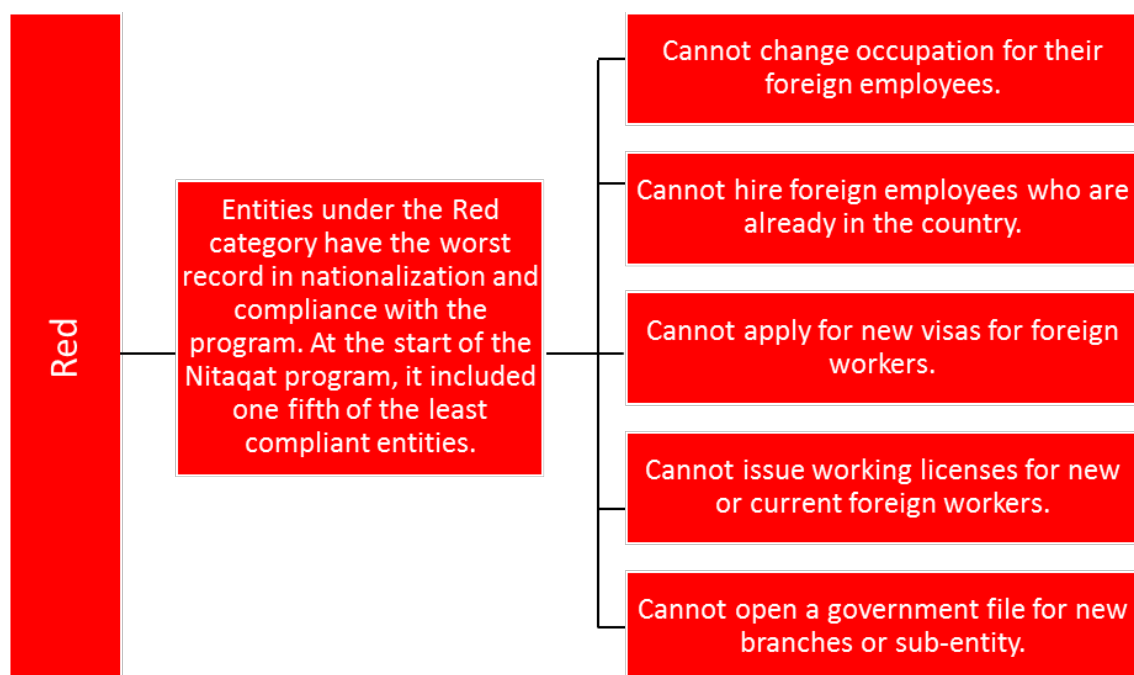 Red
Entities under the Red
category have the worst
record in nationalization and
compliance with the
program. At the start of the
Nitaqat program, it included
one fifth of the least
compliant entities.
Cannot change occupation for their
foreign employees.
Cannot hire foreign employees who are
already in the country.
Cannot apply for new visas for foreign
workers.
Cannot issue working licenses for new
or current foreign workers.
Cannot open a government file for new
branches or sub-entity.